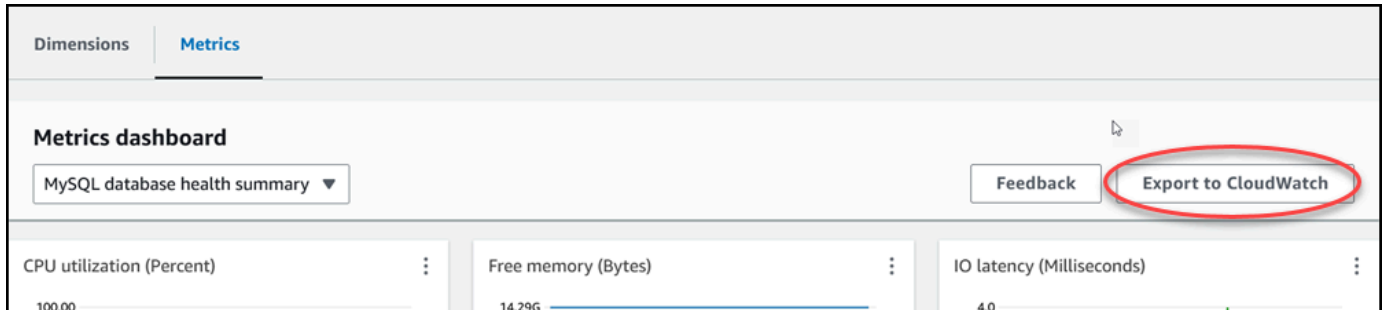 Dimensions Metrics
Metrics dashboard
MySQL database health summary
Feedback Export to CloudWatch
CPU utilization (Percent) Free memory (Bytes) IO latency (Milliseconds)
100.00 14.29G 4.0